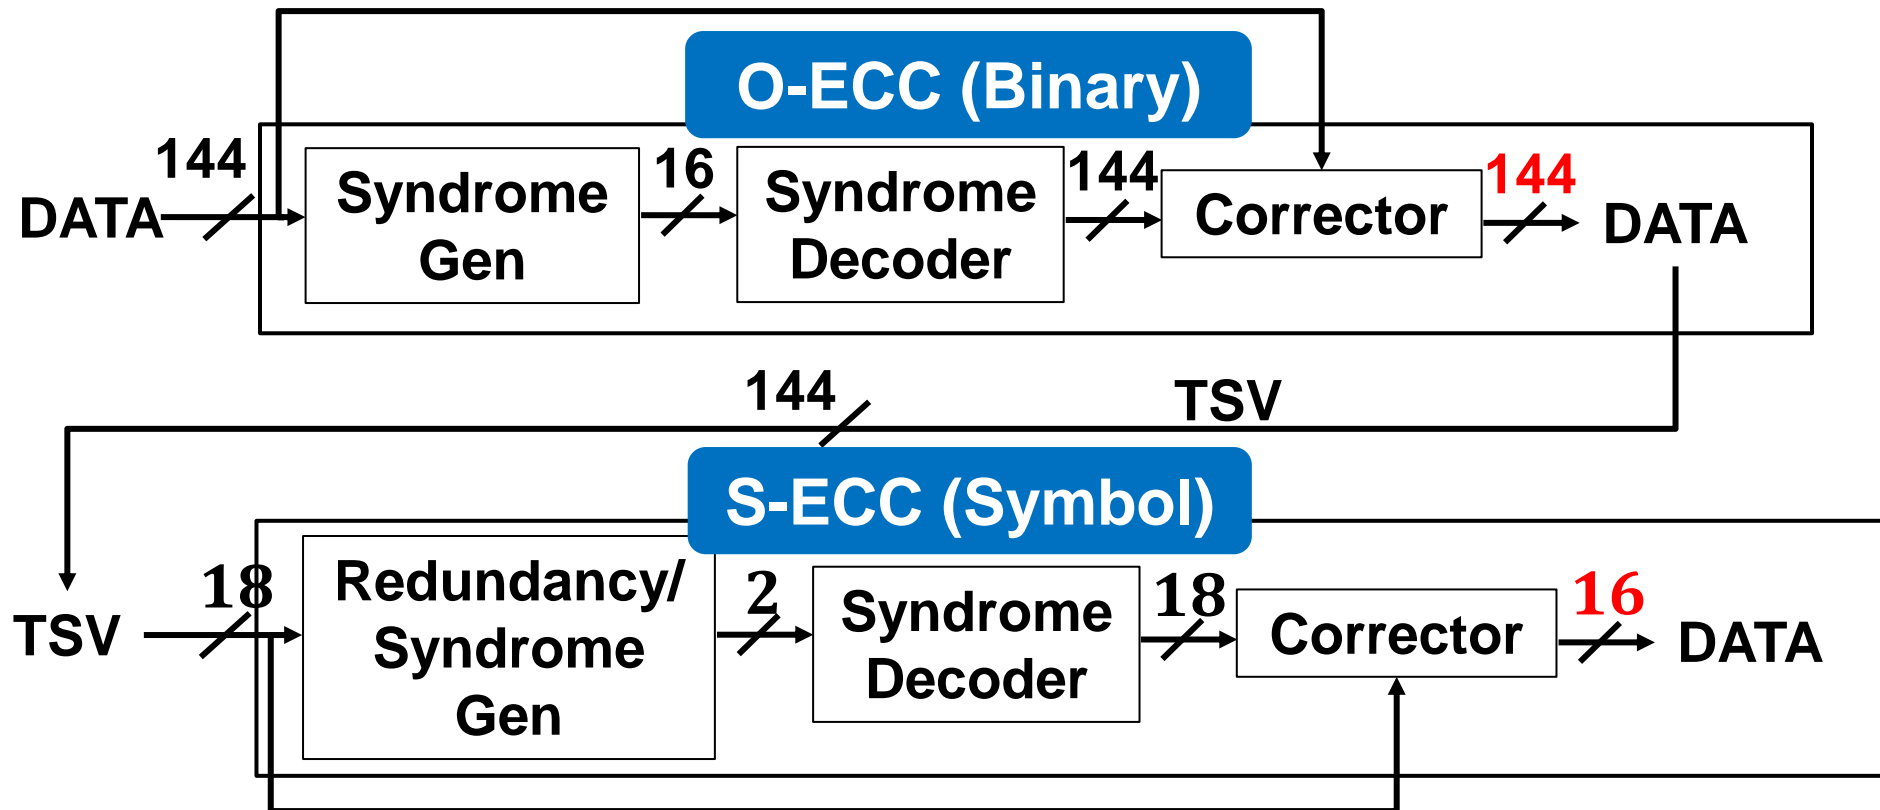 O-ECC (Binary)
144
16
144
144
DATA
Syndrome
Gen
Syndrome
Decoder
Corrector
DATA
144
TSV
S-ECC (Symbol)
18
2
18
16
TSV
Redundancy/
Syndrome
Gen
Syndrome
Decoder
Corrector
DATA